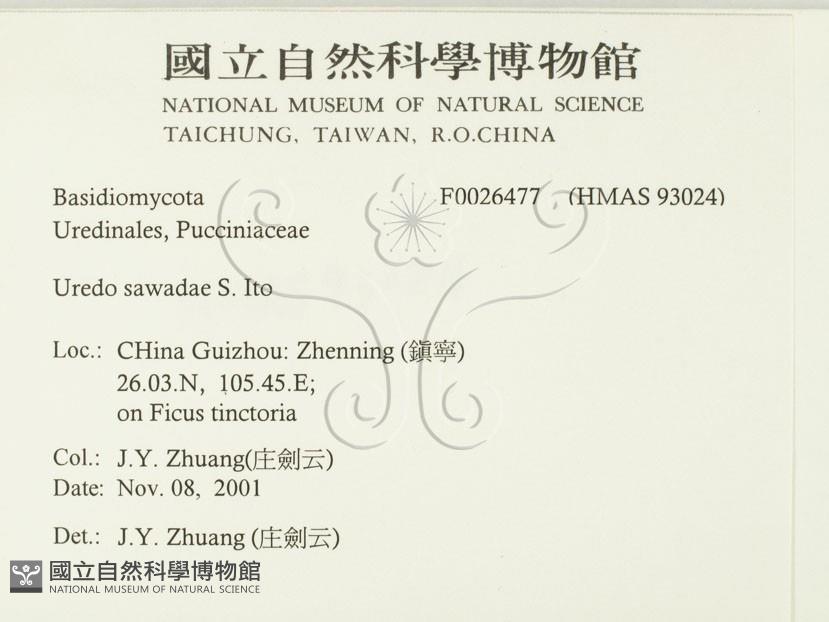 國立自然科學博物館
NATIONAL MUSEUM OF NATURAL SCIENCE
TAICHUNG, TAIWAN, R.O.CHINA
Basidiomycota F0026477 (HMAS 93024)
Uredinales, Pucciniaceae
Uredo sawadae S. Ito
Loc.: CHina Guizhou: Zhenning (鎭寧)
26.03.N, 105.45.E;
on Ficus tinctoria
Col.: J.Y. Zhuang(庄劍云)
Date: Nov. 08, 2001
Det.: J.Y. Zhuang (庄劍云)
國立自然科學博物館
NATIONAL MUSEUM OF NATURAL SCIENCE